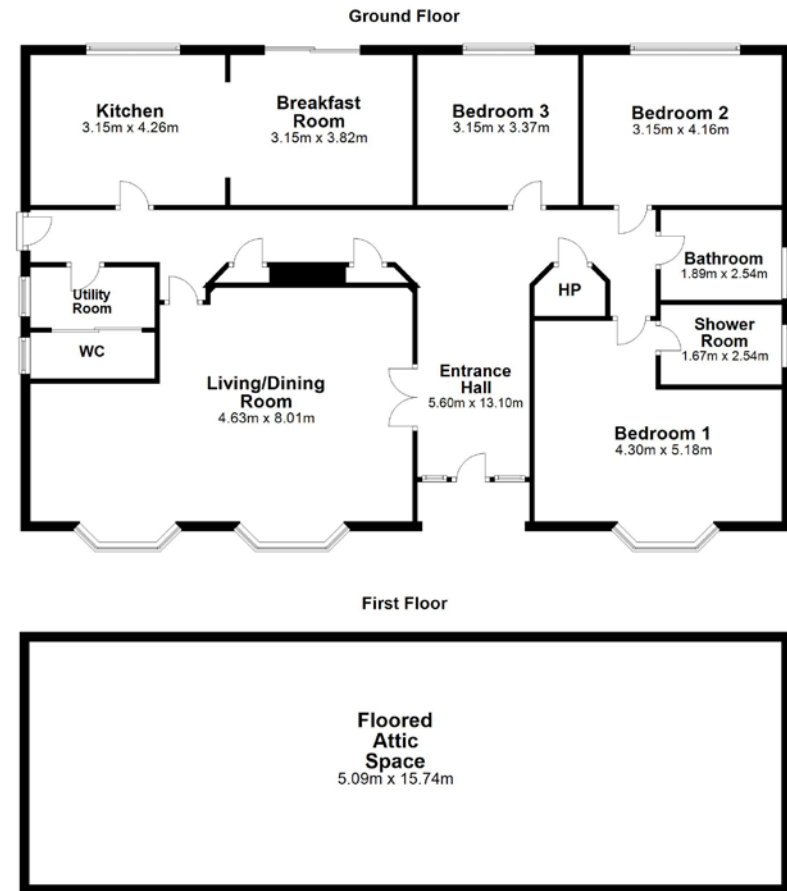 Ground Floor
Kitchen
3.15m x 4.26m
Breakfast
Room
3.15m x 3.82m
Bedroom 3
3.15m x 3.37m
Bedroom 2
3.15m x 4.16m
Bathroom
1.89m x 2.54m
Utility
Room
HP
Shower
Room
1.67m x 2.54m
WC
Living/Dining
Room
4.63m x 8.01m
Entrance
Hall
5.60m x 13.10m
Bedroom 1
4.30m x 5.18m
First Floor
Floored
Attic
Space
5.09m x 15.74m